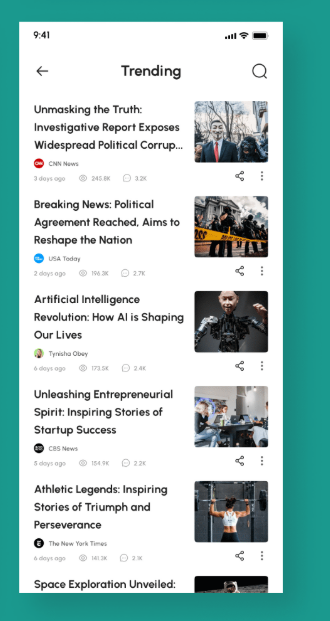 9:41
Trending
Unmasking the Truth:
Investigative Report Exposes
Widespread Political Corrup...
CNN News
3 days ago 245.8K 3.2K
Breaking News: Political
Agreement Reached, Aims to
Reshape the Nation
USA Today
2 days ago 196.3K 2.7K
Artificial Intelligence
Revolution: How AI is Shaping
Our Lives
Tynisha Obey
6 days ago 173.5K 2.4K
Unleashing Entrepreneurial
Spirit: Inspiring Stories of
Startup Success
CBS News
5 days ago 154.9K 2.2K
Athletic Legends: Inspiring
Stories of Triumph and
Perseverance
The New York Times
6 days ago 141.3K 2.1K
Space Exploration Unveiled: